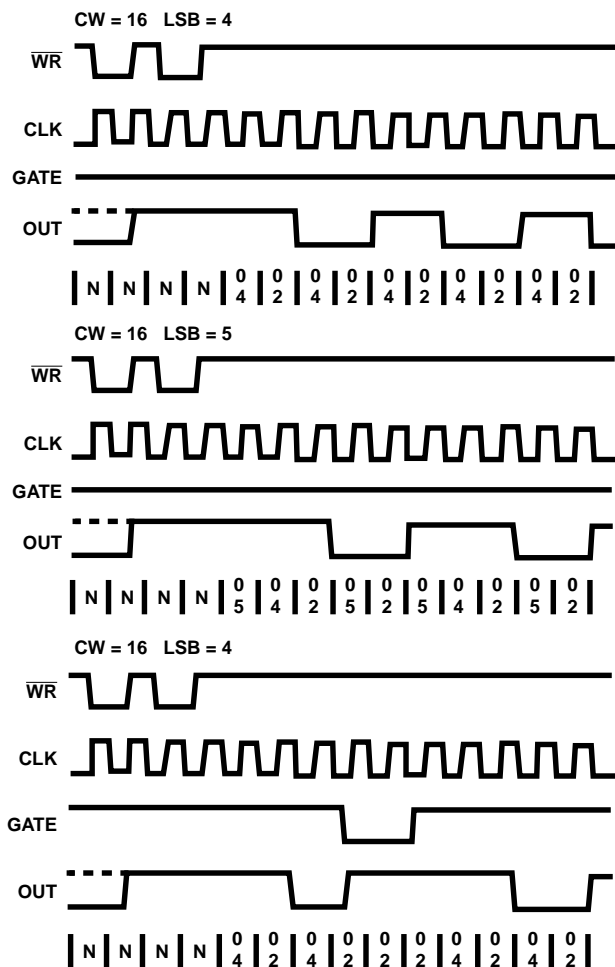 CW = 16 LSB = 4
WR
CLK
GATE
OUT
N N N N 0 0 0 0 0 0 0 0 0 0
4 2 4 2 4 2 4 2 4 2
CW = 16 LSB = 5
WR
CLK
GATE
OUT
N N N N 0 0 0 0 0 0 0 0 0 0
5 4 2 5 2 5 4 2 5 2
CW = 16 LSB = 4
WR
CLK
GATE
OUT
N N N N 0 0 0 0 0 0 0 0 0 0
4 2 4 2 2 2 4 2 4 2